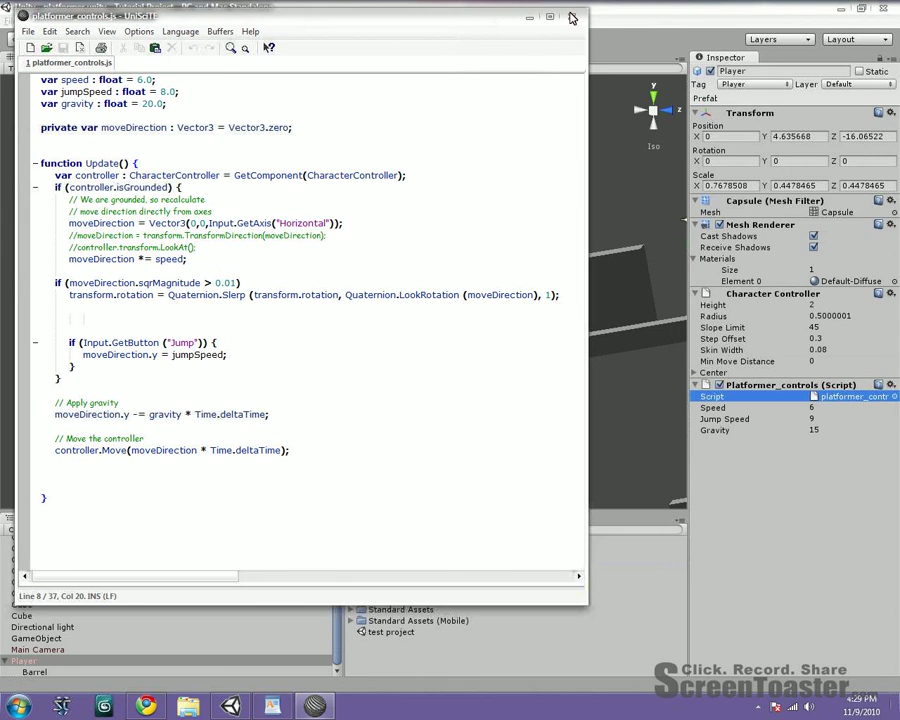 platformer_controls.js - UniSciTE
File Edit Search View Options Language Buffers Help
1 platformer_controls.js
var speed : float = 6.0;
var jumpSpeed : float = 8.0;
var gravity : float = 20.0;
private var moveDirection : Vector3 = Vector3.zero;
function Update() {
var controller : CharacterController = GetComponent(CharacterController);
if (controller.isGrounded) {
// We are grounded, so recalculate
// move direction directly from axes
moveDirection = Vector3(0,0,Input.GetAxis("Horizontal"));
//moveDirection = transform.TransformDirection(moveDirection);
//controller.transform.LookAt();
moveDirection *= speed;
if (moveDirection.sqrMagnitude > 0.01)
transform.rotation = Quaternion.Slerp (transform.rotation, Quaternion.LookRotation (moveDirection), 1);
if (Input.GetButton ("Jump")) {
moveDirection.y = jumpSpeed;
}
}
// Apply gravity
moveDirection.y -= gravity * Time.deltaTime;
// Move the controller
controller.Move(moveDirection * Time.deltaTime);
}
Line 8 / 37, Col 20. INS (LF)
y
z
Iso
Layers
Layout
Inspector
Player
Static
Tag Player Layer Default
Prefab
Transform
Position
X 0 Y 4.635668 Z -16.06522
Rotation
X 0 Y 0 Z 0
Scale
X 0.7678508 Y 0.4478465 Z 0.4478465
Capsule (Mesh Filter)
Mesh Capsule
Mesh Renderer
Cast Shadows
Receive Shadows
Materials
Size 1
Element 0 Default-Diffuse
Character Controller
Height 2
Radius 0.5000001
Slope Limit 45
Step Offset 0.3
Skin Width 0.08
Min Move Distance 0
Center
Platformer_controls (Script)
Script platformer_contr
Speed 6
Jump Speed 9
Gravity 15
Cube
Directional light
GameObject
Main Camera
Player
Barrel
Standard Assets
Standard Assets (Mobile)
test project
Click. Record. Share
ScreenToaster.com
4:29 PM
11/9/2010